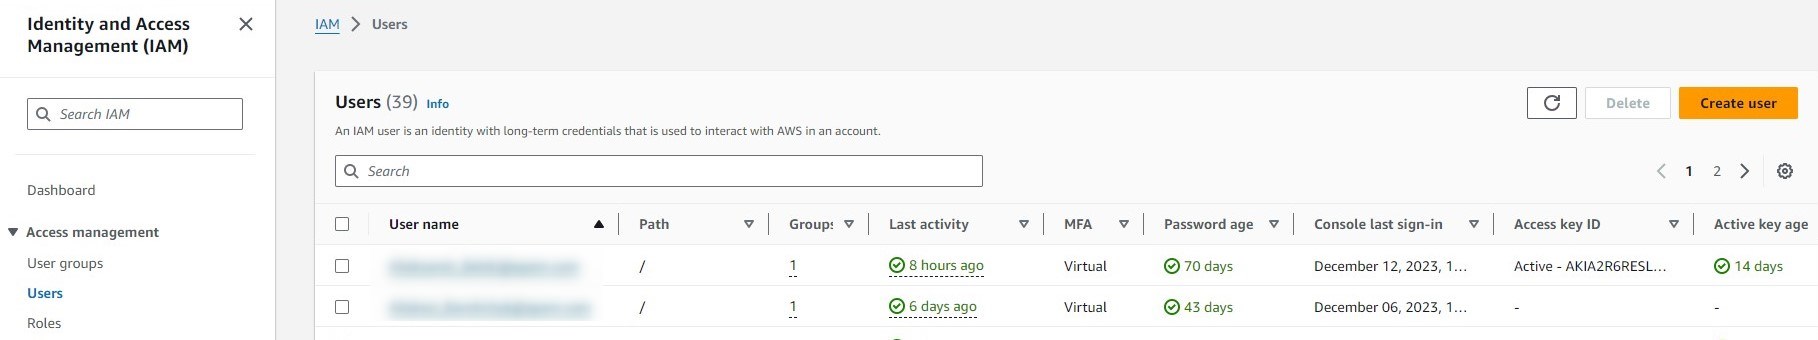 Identity and Access
Management (IAM)
Search IAM
Dashboard
Access management
User groups
Users
Roles
IAM > Users
Users (39) Info
Delete
Create user
An IAM user is an identity with long-term credentials that is used to interact with AWS in an account.
Search
1 2
User name Path Groups Last activity MFA Password age Console last sign-in Access key ID Active key age
/ 1 8 hours ago Virtual 70 days December 12, 2023, 1... Active - AKIA2R6RESL... 14 days
/ 1 6 days ago Virtual 43 days December 06, 2023, 1... - -